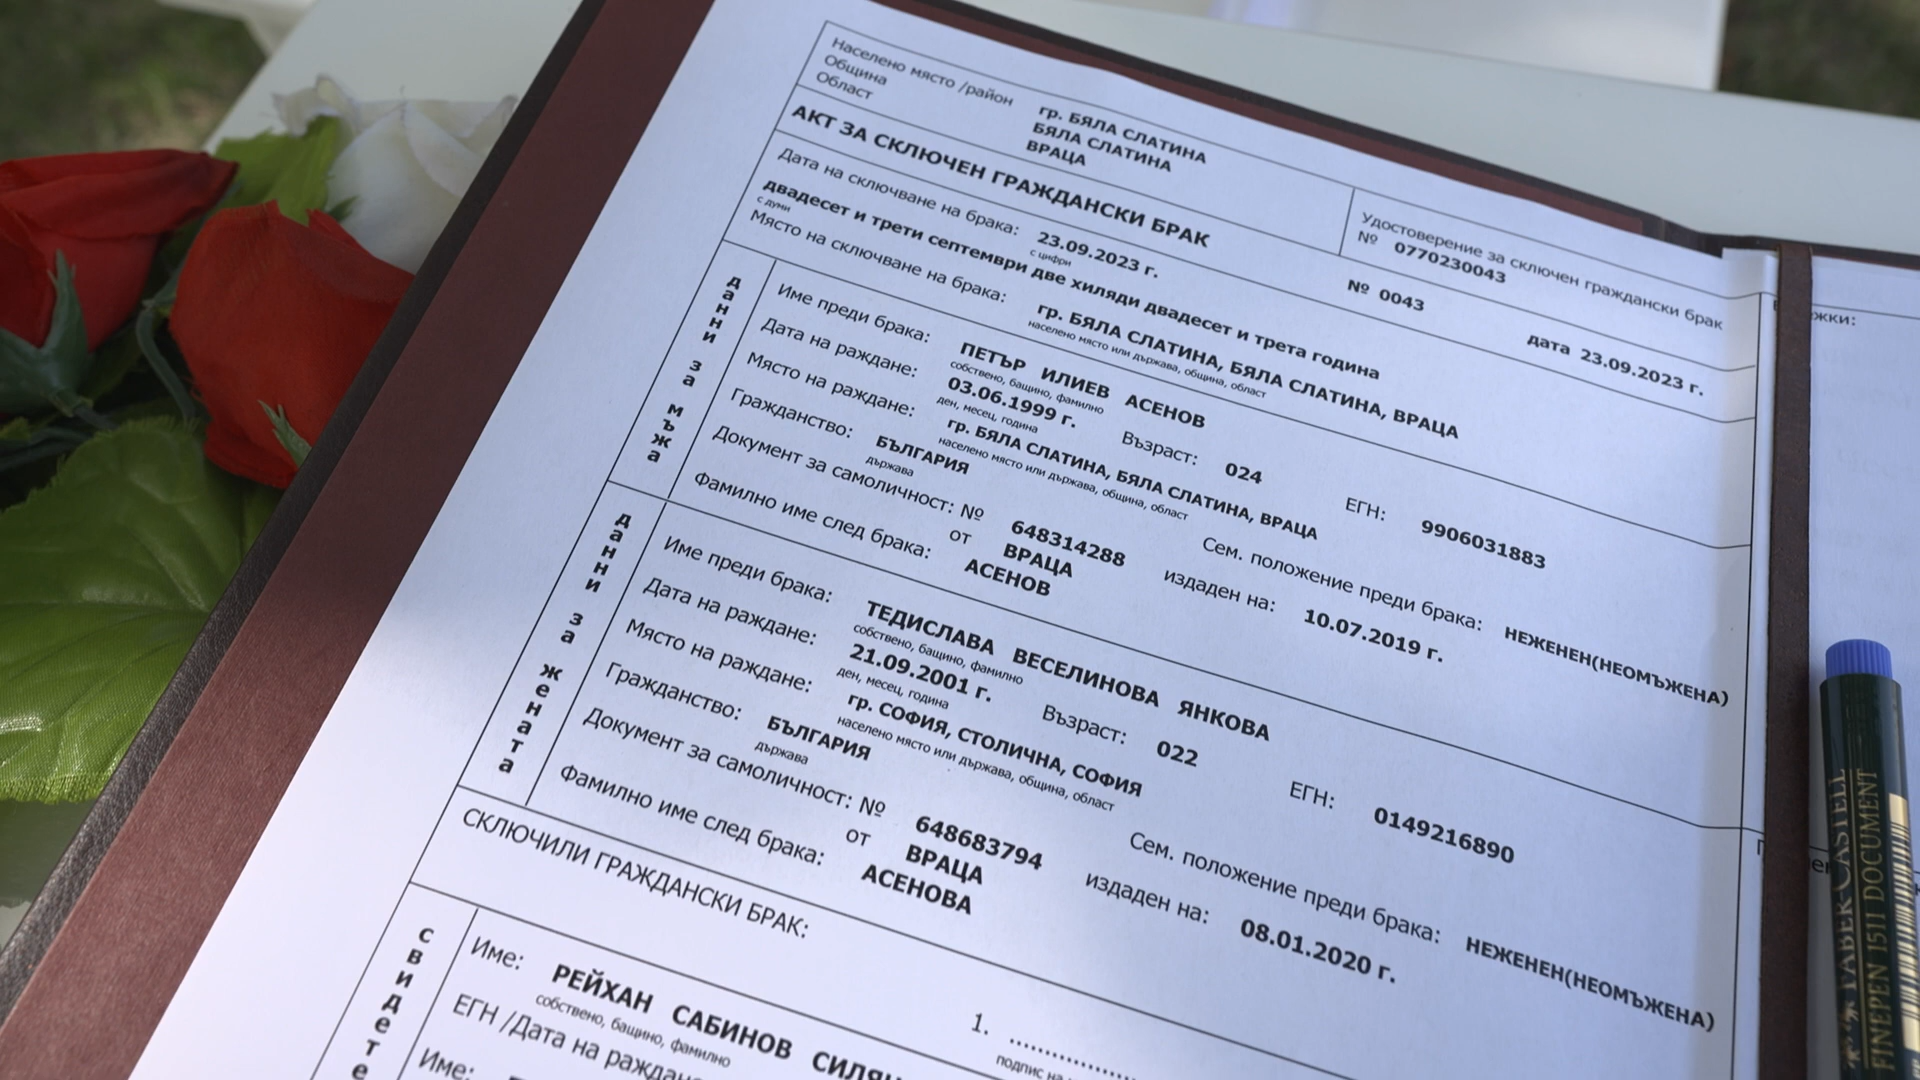 Населено място /район гр. БЯЛА СЛАТИНА
Община БЯЛА СЛАТИНА
Област ВРАЦА
Удостоверение за сключен граждански брак
№ 0770230043
АКТ ЗА СКЛЮЧЕН ГРАЖДАНСКИ БРАК № 0043 дата 23.09.2023 г.
Дата на сключване на брака: 23.09.2023 г.
с цифри
двадесет и трети септември две хиляди двадесет и трета година
с думи
Място на сключване на брака: гр. БЯЛА СЛАТИНА, БЯЛА СЛАТИНА, ВРАЦА
населено място или държава, община, област
данни за мъжа
Име преди брака: ПЕТЪР ИЛИЕВ АСЕНОВ
собствено, бащино, фамилно
Дата на раждане: 03.06.1999 г. Възраст: 024 ЕГН: 9906031883
ден, месец, година
Място на раждане: гр. БЯЛА СЛАТИНА, БЯЛА СЛАТИНА, ВРАЦА
населено място или държава, община, област
Гражданство: БЪЛГАРИЯ Сем. положение преди брака: НЕЖЕНЕН(НЕОМЪЖЕНА)
държава
Документ за самоличност: № 648314288 издаден на: 10.07.2019 г.
от ВРАЦА
Фамилно име след брака: АСЕНОВ
данни за жената
Име преди брака: ТЕДИСЛАВА ВЕСЕЛИНОВА ЯНКОВА
собствено, бащино, фамилно
Дата на раждане: 21.09.2001 г. Възраст: 022 ЕГН: 0149216890
ден, месец, година
Място на раждане: гр. СОФИЯ, СТОЛИЧНА, СОФИЯ
населено място или държава, община, област
Гражданство: БЪЛГАРИЯ Сем. положение преди брака: НЕЖЕНЕН(НЕОМЪЖЕНА)
държава
Документ за самоличност: № 648683794 издаден на: 08.01.2020 г.
от ВРАЦА
Фамилно име след брака: АСЕНОВА
СКЛЮЧИЛИ ГРАЖДАНСКИ БРАК:
1.
подпис на
Име: РЕЙХАН САБИНОВ
собствено, бащино, фамилно
ЕГН /Дата на
Име:
FABER-CASTELL
FINEPEN 1511 DOCUMENT